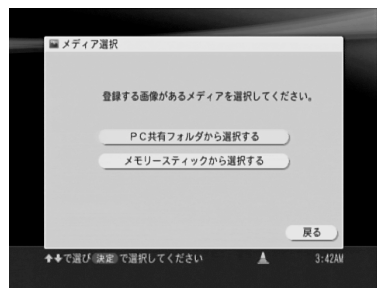 メディア選択
登録する画像があるメディアを選択してください。
PC共有フォルダから選択する
メモリースティックから選択する
戻る
↑↓で選び 決定 で選択してください 3:42AM